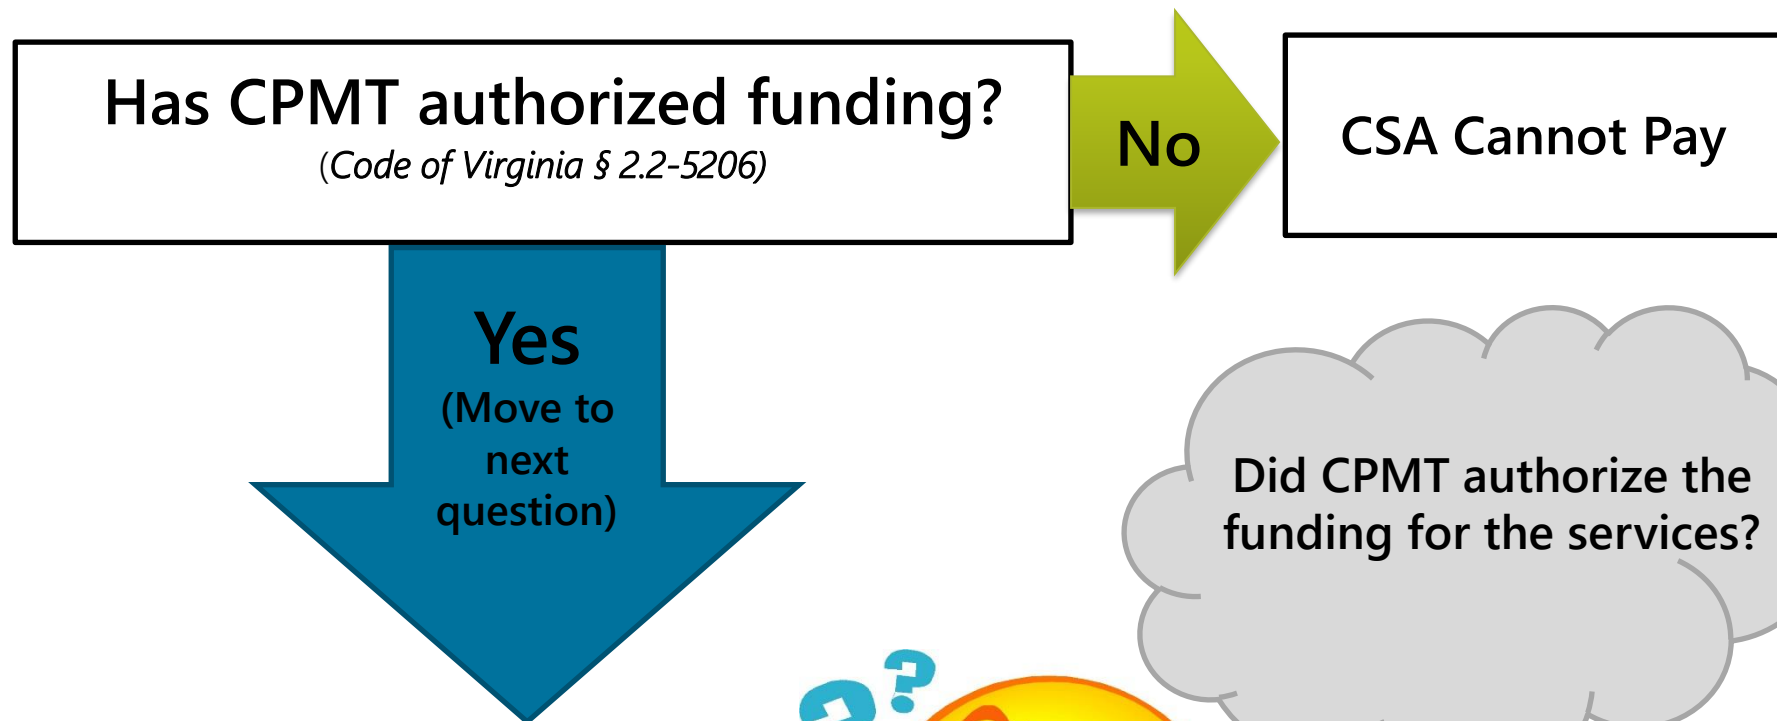 Has CPMT authorized funding?
(Code of Virginia § 2.2-5206)
No
CSA Cannot Pay
Yes
(Move to
next
question)
Did CPMT authorize the
funding for the services?
? ?